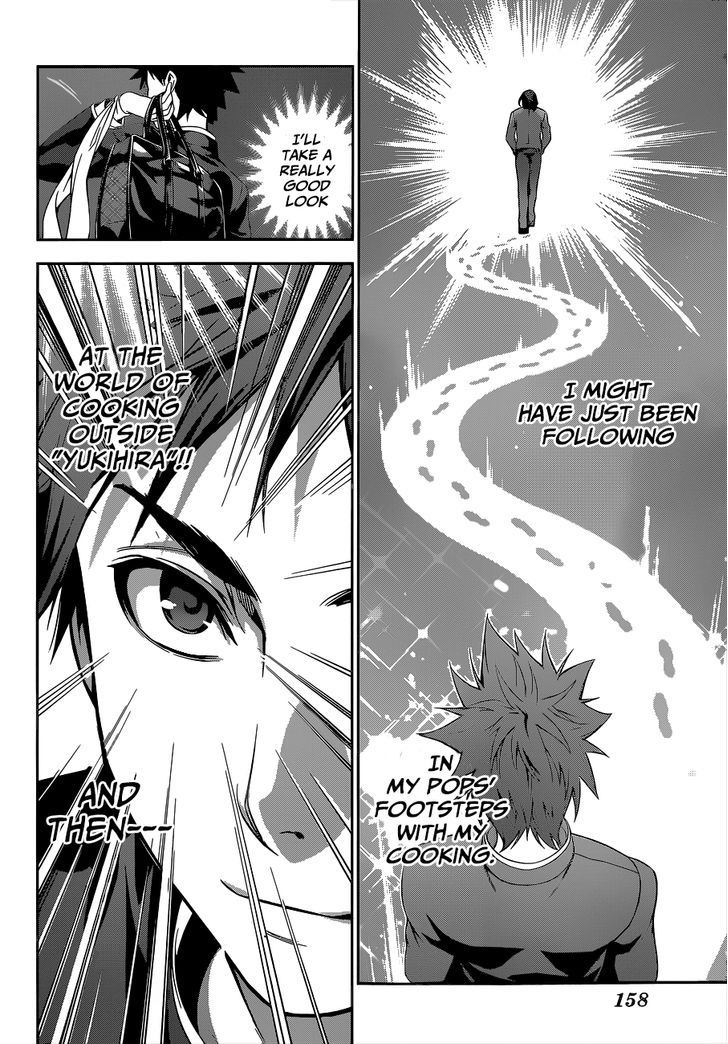 I MIGHT
HAVE JUST BEEN
FOLLOWING
IN
MY POPS'
FOOTSTEPS
WITH MY
COOKING.
I'LL
TAKE A
REALLY
GOOD
LOOK
AT THE
WORLD OF
COOKING
OUTSIDE
"YUKIHIRA"!!
AND
THEN~~~
158